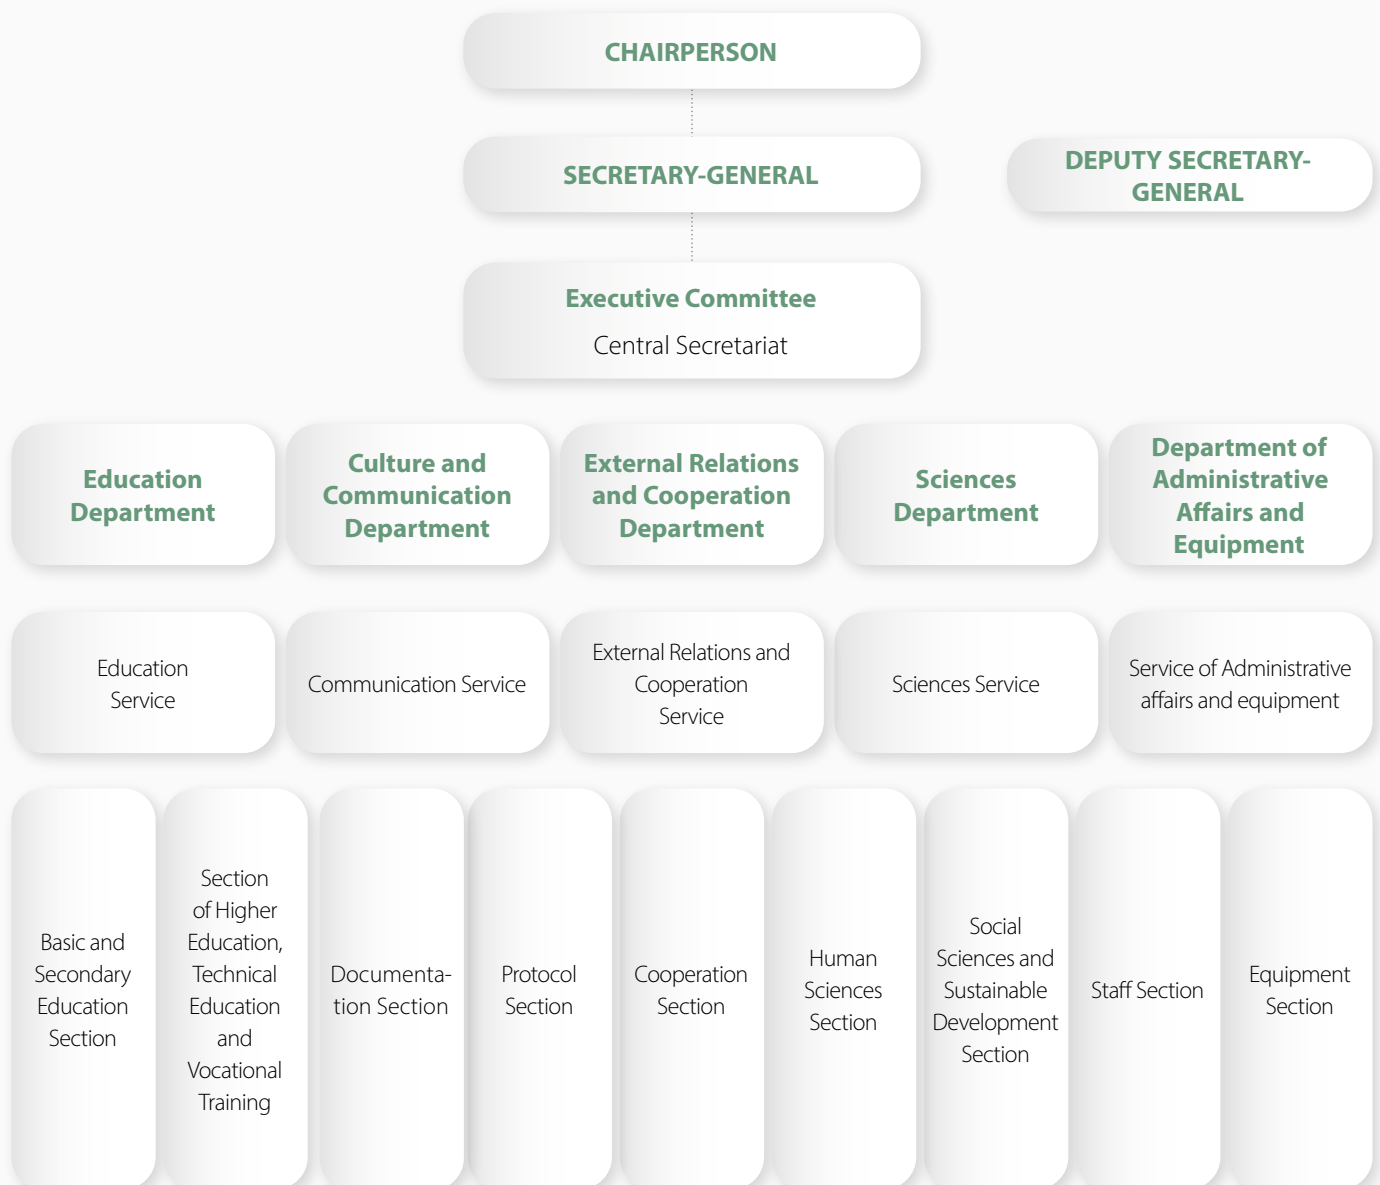 CHAIRPERSON
SECRETARY-GENERAL
DEPUTY SECRETARY-
GENERAL
Executive Committee
Central Secretariat
Education
Department
Culture and
Communication
Department
External Relations
and Cooperation
Department
Sciences
Department
Department of
Administrative
Affairs and
Equipment
Education
Service
Communication Service
External Relations and
Cooperation
Service
Sciences Service
Service of Administrative
affairs and equipment
Basic and
Secondary
Education
Section
Section
of Higher
Education,
Technical
Education
and
Vocational
Training
Documenta-
tion Section
Protocol
Section
Cooperation
Section
Human
Sciences
Section
Social
Sciences and
Sustainable
Development
Section
Staff Section
Equipment
Section